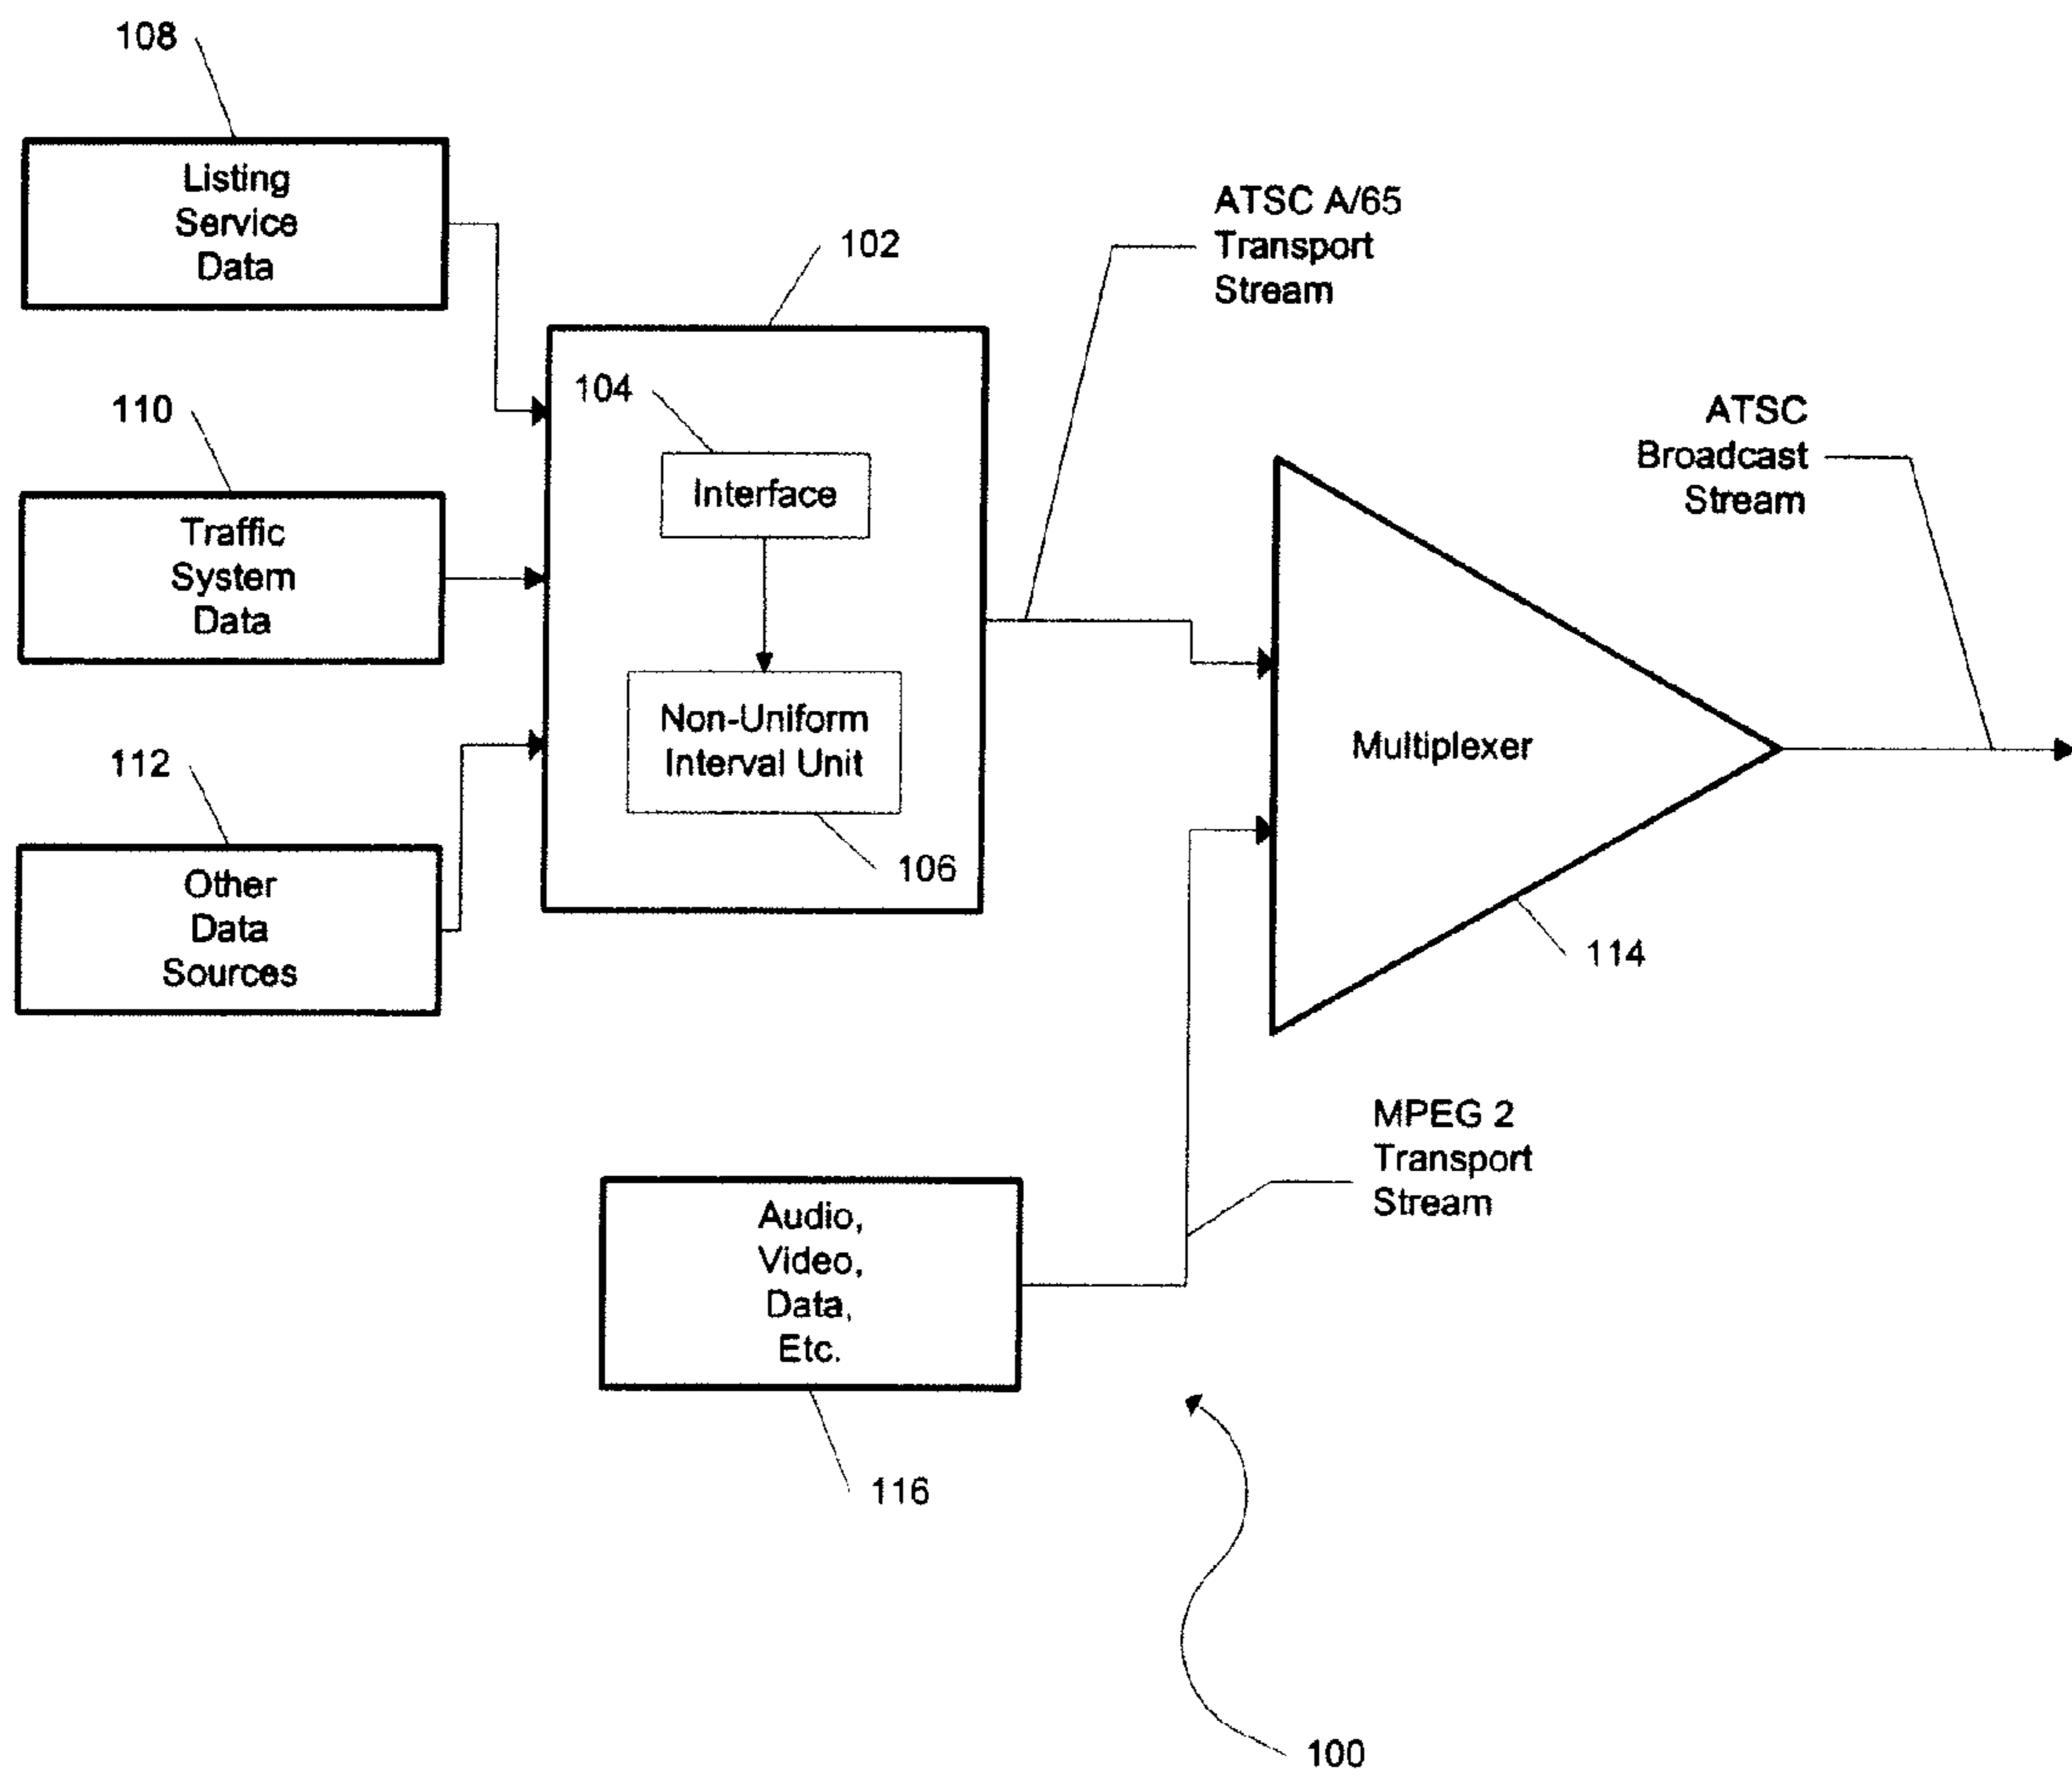 108
Listing
Service
Data
110
Traffic
System
Data
112
Other
Data
Sources
102
104
Interface
Non-Uniform
Interval Unit
106
ATSC A/65
Transport
Stream
ATSC
Broadcast
Stream
Multiplexer
114
MPEG 2
Transport
Stream
Audio,
Video,
Data,
Etc.
116
100